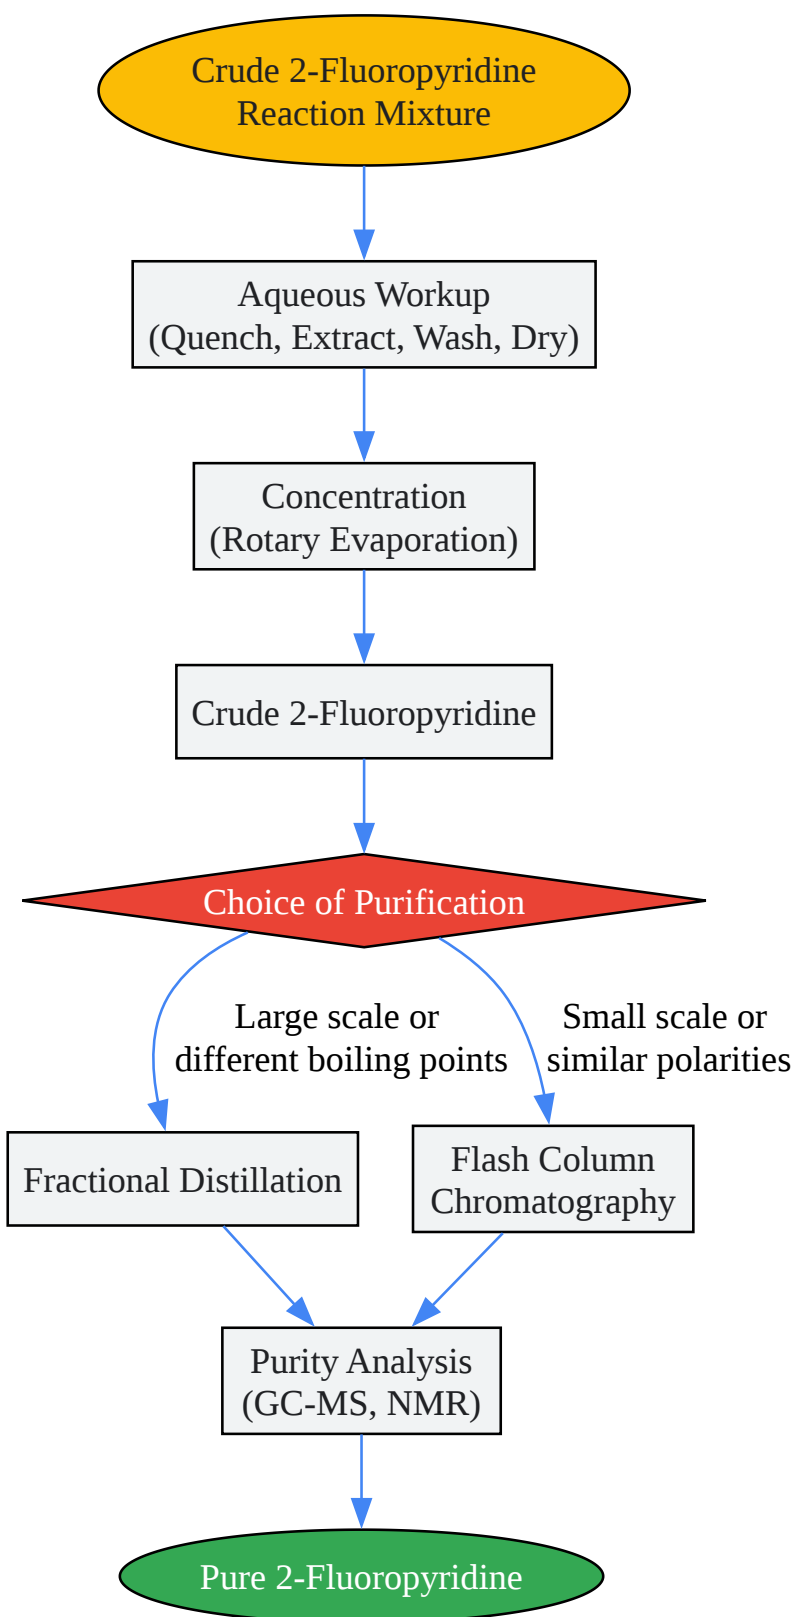 Crude 2-Fluoropyridine
Reaction Mixture
Aqueous Workup
(Quench, Extract, Wash, Dry)
Concentration
(Rotary Evaporation)
Crude 2-Fluoropyridine
Choice of Purification
Large scale or
different boiling points
Small scale or
similar polarities
Fractional Distillation
Flash Column
Chromatography
Purity Analysis
(GC-MS, NMR)
Pure 2-Fluoropyridine